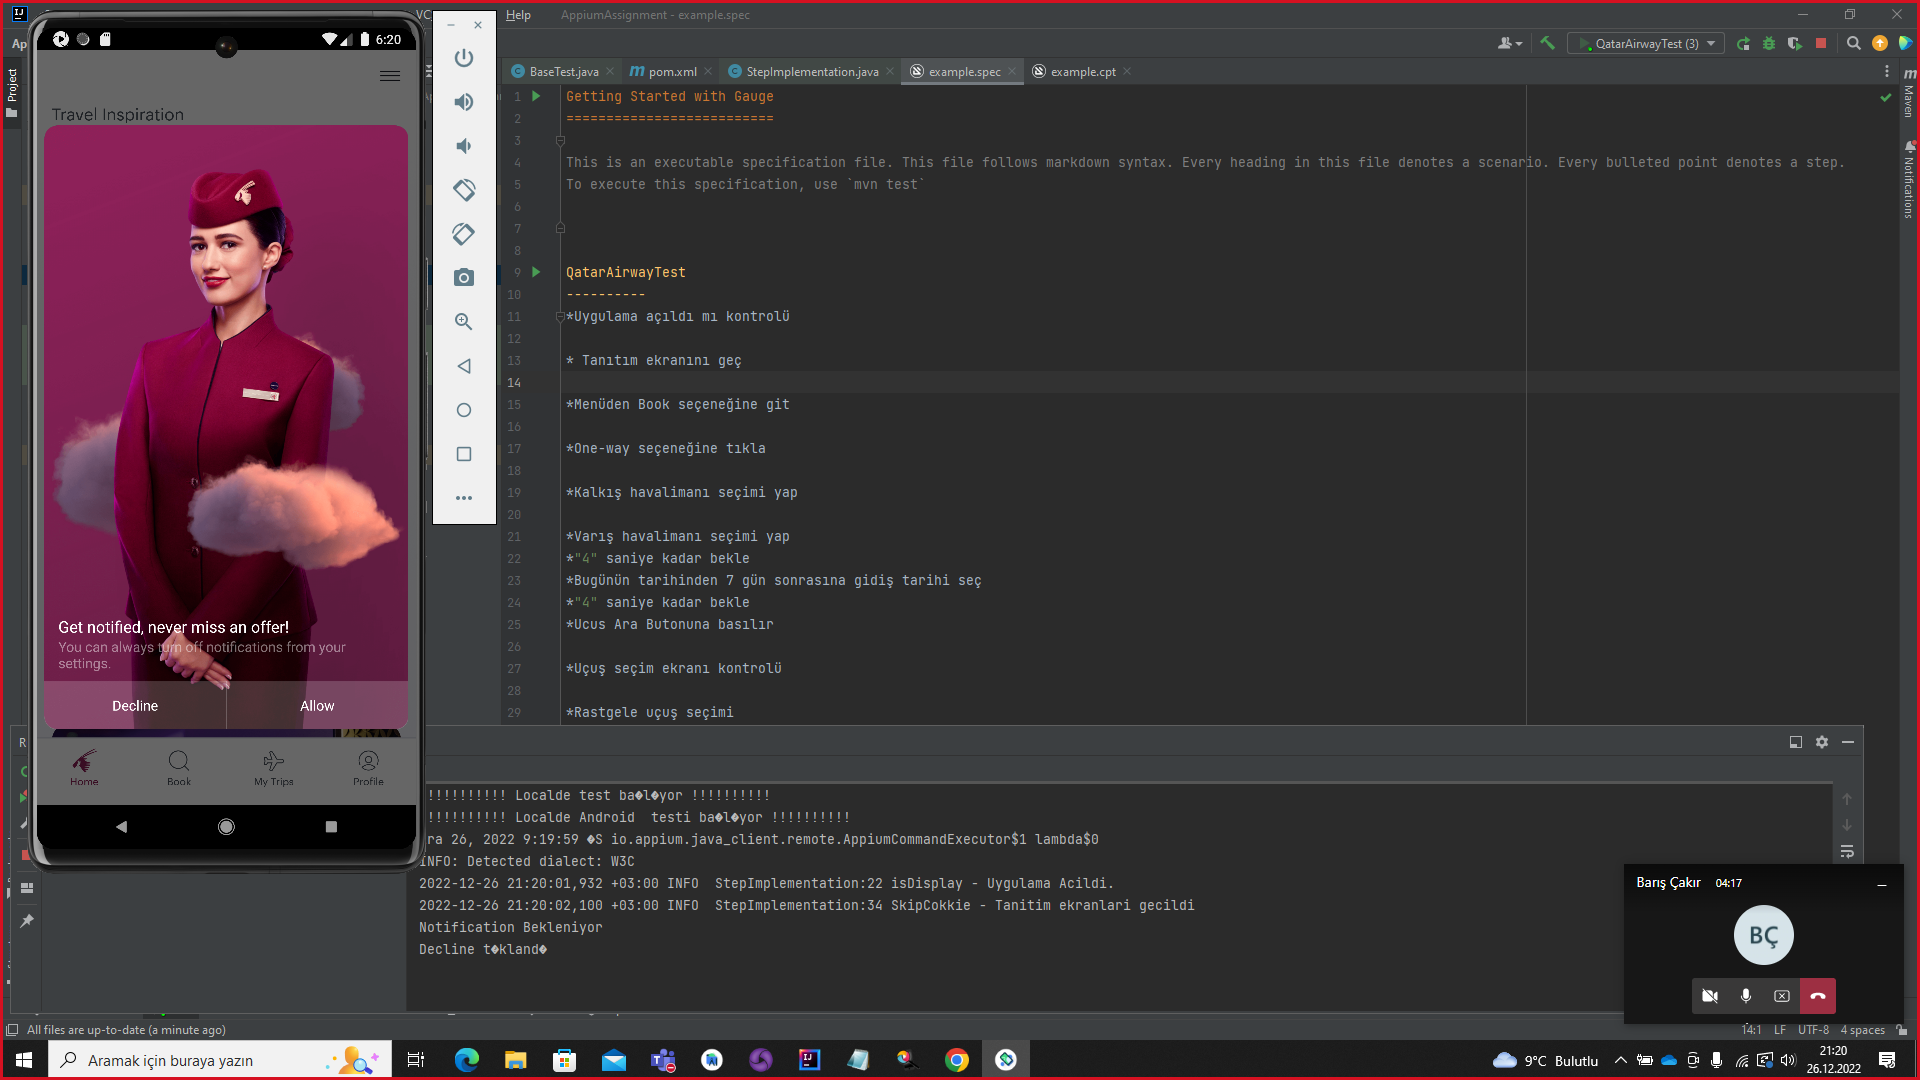 Help
AppiumAssignment - example.spec
QatarAirwayTest (3)
Project
BaseTest.java
pom.xml
StepImplementation.java
example.spec
example.cpt
Maven
Notifications
6:20
Travel Inspiration
Get notified, never miss an offer!
You can always turn off notifications from your
settings.
Decline
Allow
Home
Book
My Trips
Profile
1 Getting Started with Gauge
2 ==========================
3
4 This is an executable specification file. This file follows markdown syntax. Every heading in this file denotes a scenario. Every bulleted point denotes a step.
5 To execute this specification, use `mvn test`
6
7
8
9 QatarAirwayTest
10 ----------
11 *Uygulama açıldı mı kontrolü
12
13 * Tanıtım ekranını geç
14
15 *Menüden Book seçeneğine git
16
17 *One-way seçeneğine tıkla
18
19 *Kalkış havalimanı seçimi yap
20
21 *Varış havalimanı seçimi yap
22 *"4" saniye kadar bekle
23 *Bugünün tarihinden 7 gün sonrasına gidiş tarihi seç
24 *"4" saniye kadar bekle
25 *Ucus Ara Butonuna basılır
26
27 *Uçuş seçim ekranı kontrolü
28
29 *Rastgele uçuş seçimi
!!!!!!!!!! Localde test ba�l�yor !!!!!!!!!!
!!!!!!!!!! Localde Android  testi ba�l�yor !!!!!!!!!!
ra 26, 2022 9:19:59 �S io.appium.java_client.remote.AppiumCommandExecutor$1 lambda$0
INFO: Detected dialect: W3C
2022-12-26 21:20:01,932 +03:00 INFO  StepImplementation:22 isDisplay - Uygulama Acildi.
2022-12-26 21:20:02,100 +03:00 INFO  StepImplementation:34 SkipCokkie - Tanitim ekranlari gecildi
Notification Bekleniyor
Decline t�kland�
Barış Çakır 04:17
BÇ
All files are up-to-date (a minute ago)
14:1 LF UTF-8 4 spaces
Aramak için buraya yazın
9°C Bulutlu
21:20
26.12.2022